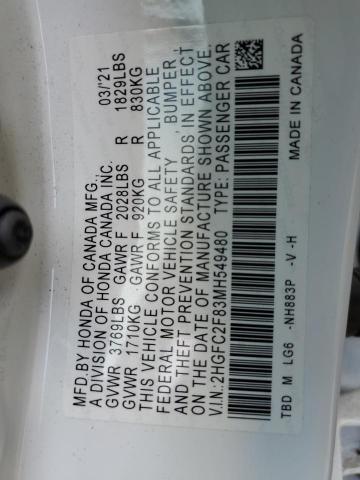 MFD.BY HONDA OF CANADA MFG., 03/'21
A DIVISION OF HONDA CANADA INC.
GVWR 3769LBS GAWR F 2028LBS R 1829LBS
GVWR 1710KG GAWR F 920KG R 830KG
THIS VEHICLE CONFORMS TO ALL APPLICABLE
FEDERAL MOTOR VEHICLE SAFETY , BUMPER ,
AND THEFT PREVENTION STANDARDS IN EFFECT
ON THE DATE OF MANUFACTURE SHOWN ABOVE.
V.I.N.:2HGFC2F83MH549480 TYPE: PASSENGER CAR
TBD M LG6 -NH883P -V -H MADE IN CANADA